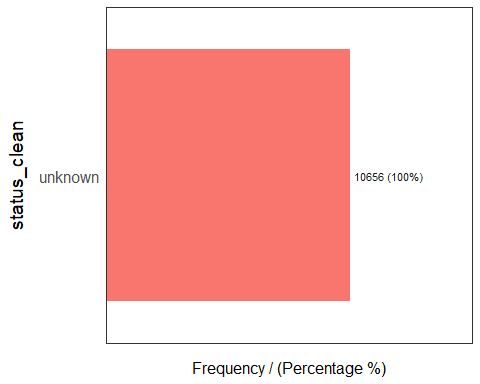 status_clean
unknown
10656 (100%)
Frequency / (Percentage %)